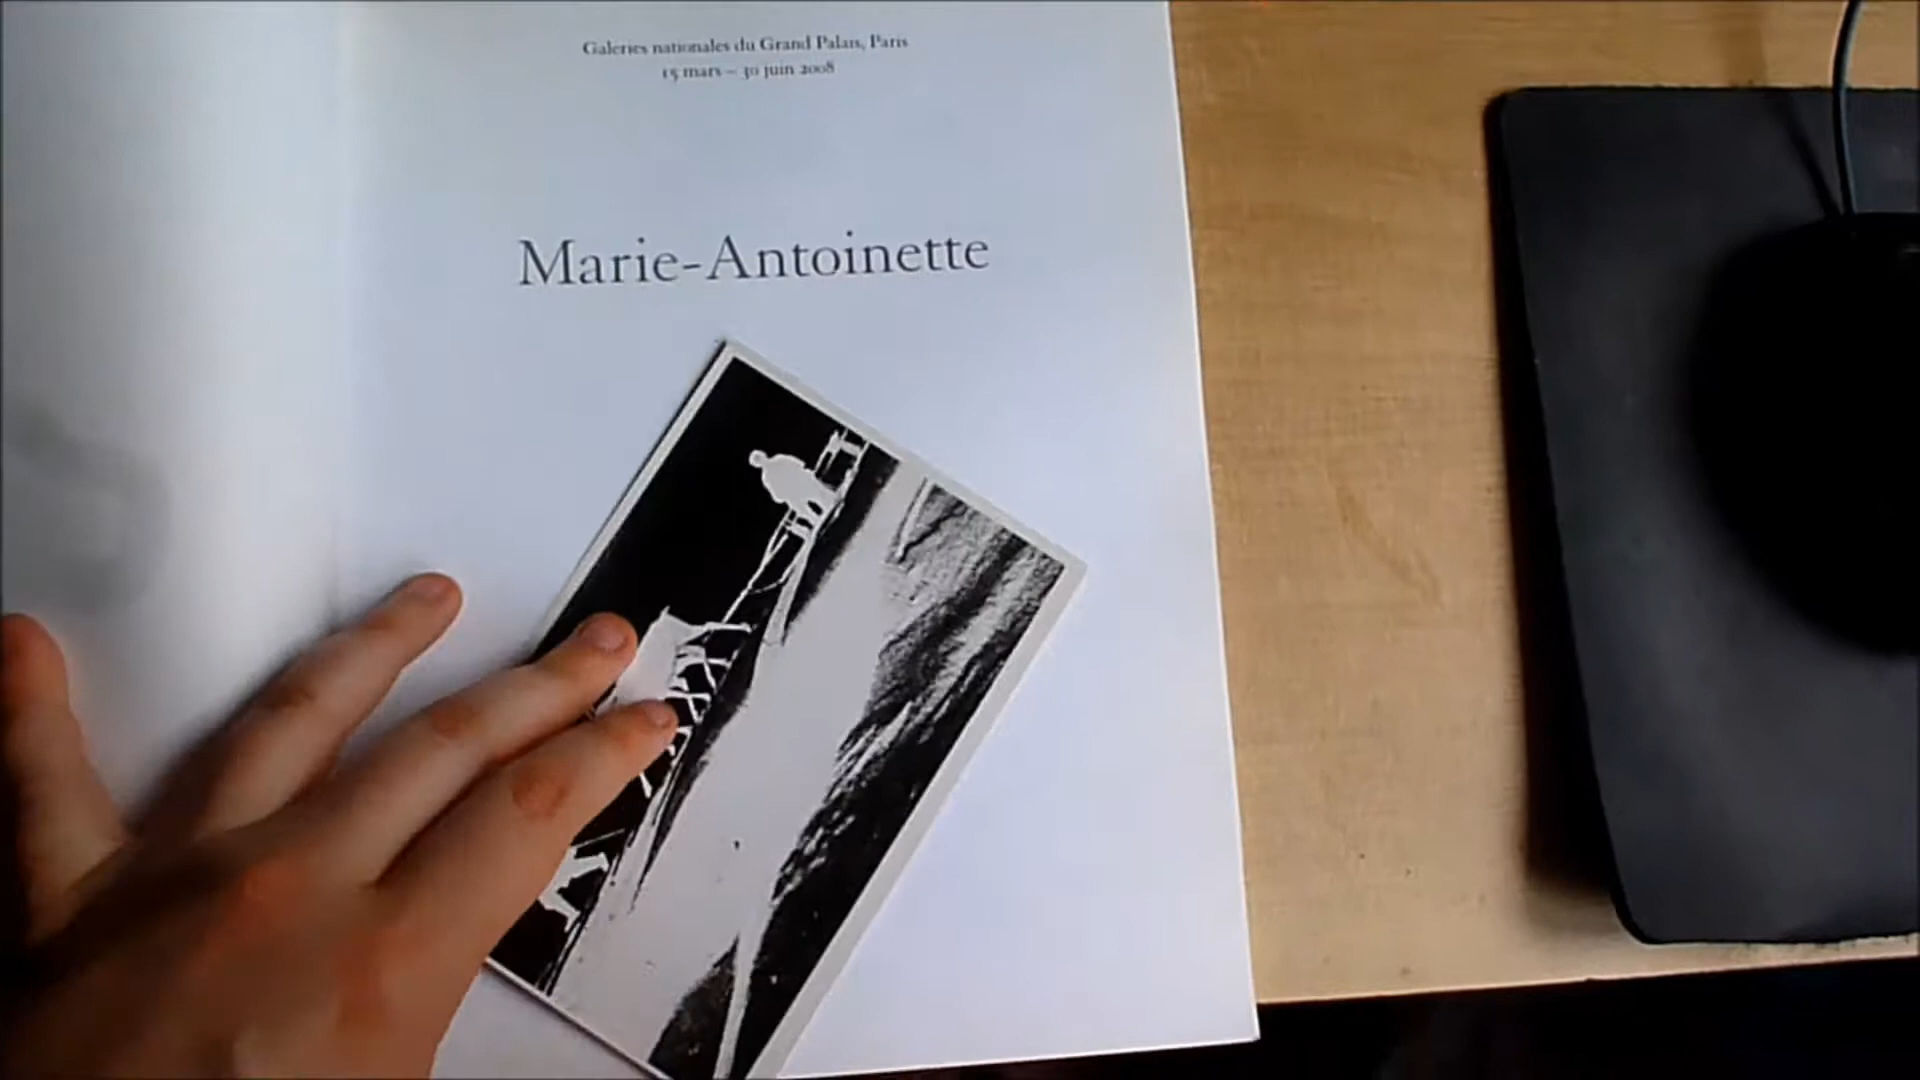 Galeries nationales du Grand Palais, Paris
15 mars – 30 juin 2008
Marie-Antoinette